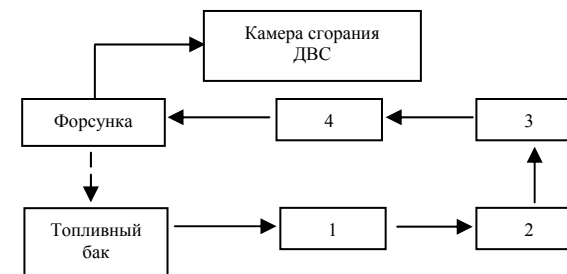 Камера сгорания
ДВС
Форсунка
4
3
Топливный
бак
1
2